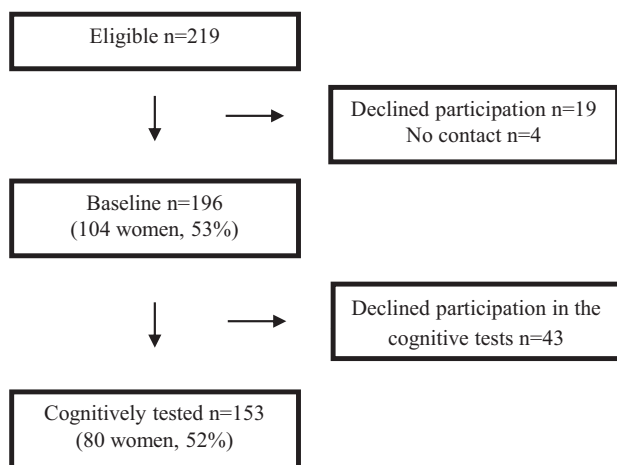 Eligible n=219
Declined participation n=19
No contact n=4
Baseline n=196
(104 women, 53%)
Declined participation in the
cognitive tests n=43
Cognitively tested n=153
(80 women, 52%)